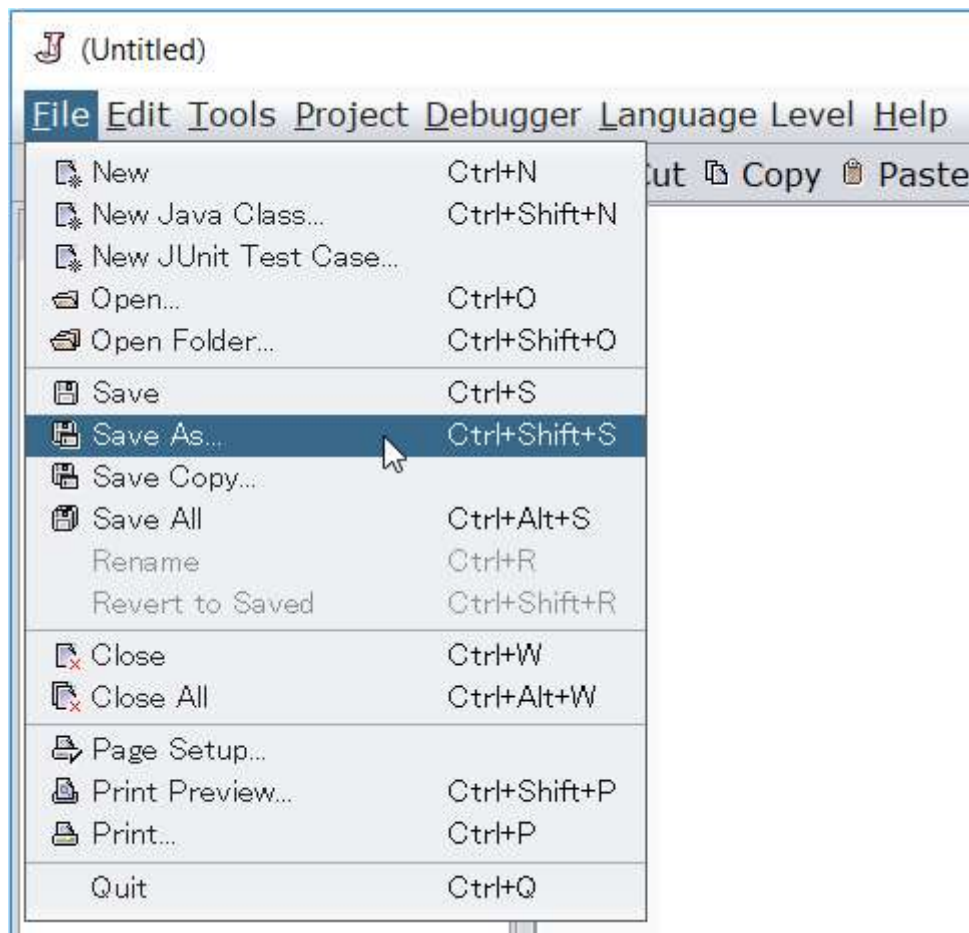 (Untitled)
File Edit Tools Project Debugger Language Level Help
Cut Copy Paste
New Ctrl+N
New Java Class... Ctrl+Shift+N
New JUnit Test Case...
Open... Ctrl+O
Open Folder... Ctrl+Shift+O
Save Ctrl+S
Save As... Ctrl+Shift+S
Save Copy...
Save All Ctrl+Alt+S
Rename Ctrl+R
Revert to Saved Ctrl+Shift+R
Close Ctrl+W
Close All Ctrl+Alt+W
Page Setup...
Print Preview... Ctrl+Shift+P
Print... Ctrl+P
Quit Ctrl+Q